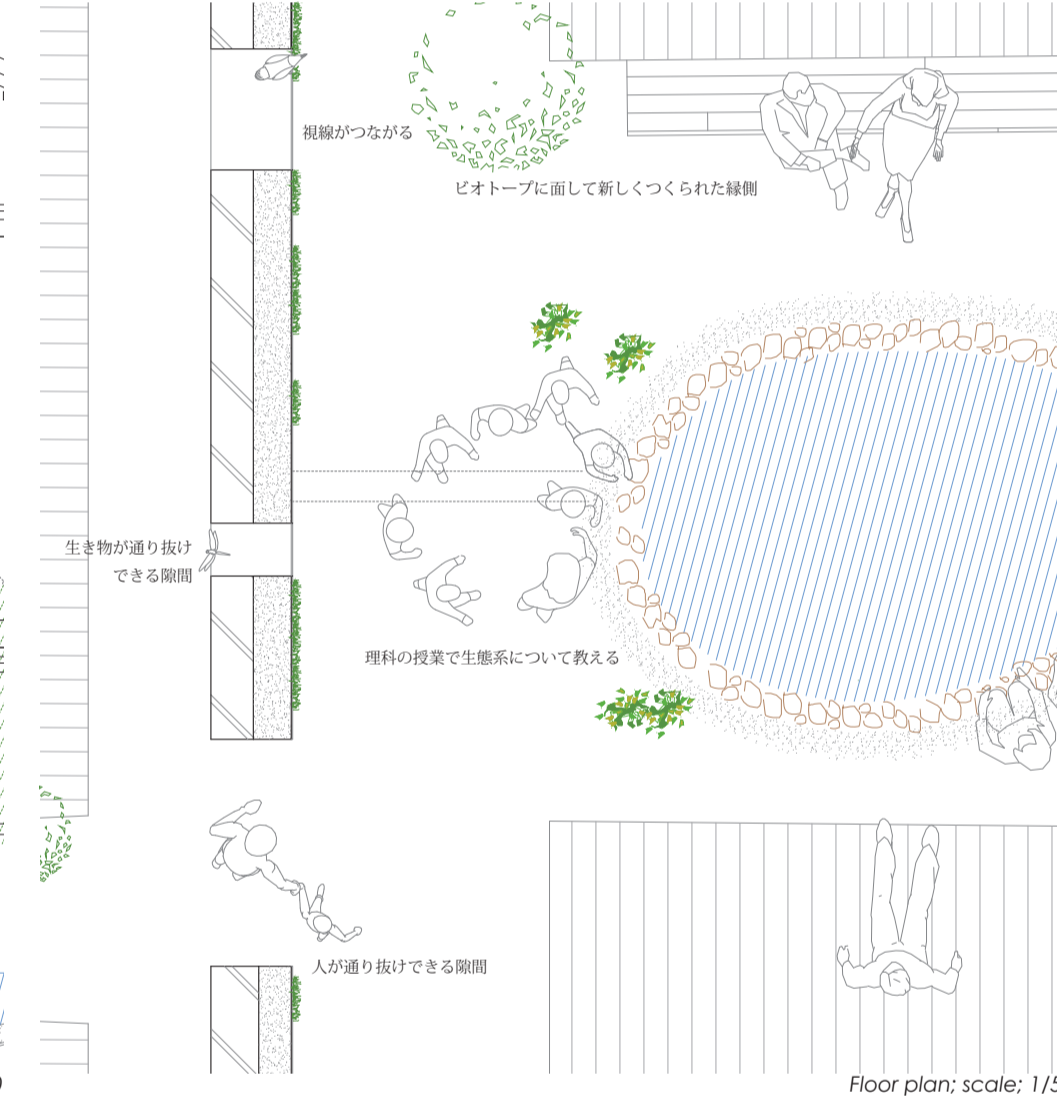 視線がつながる
ビオトープに面して新しくつくられた縁側
生き物が通り抜け
できる隙間
理科の授業で生態系について教える
人が通り抜けできる隙間
Floor plan; scale; 1/5